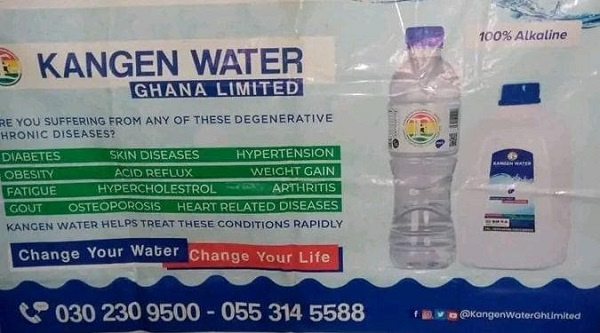 100% Alkaline
KANGEN WATER
GHANA LIMITED
RE YOU SUFFERING FROM ANY OF THESE DEGENERATIVE
HRONIC DISEASES?
DIABETES SKIN DISEASES HYPERTENSION
OBESITY ACID REFLUX WEIGHT GAIN
FATIGUE HYPERCHOLESTROL ARTHRITIS
GOUT OSTEOPOROSIS HEART RELATED DISEASES
KANGEN WATER HELPS TREAT THESE CONDITIONS RAPIDLY
Change Your Water Change Your Life
KANGEN WATER
030 230 9500 - 055 314 5588
@KangenWaterGhLimited